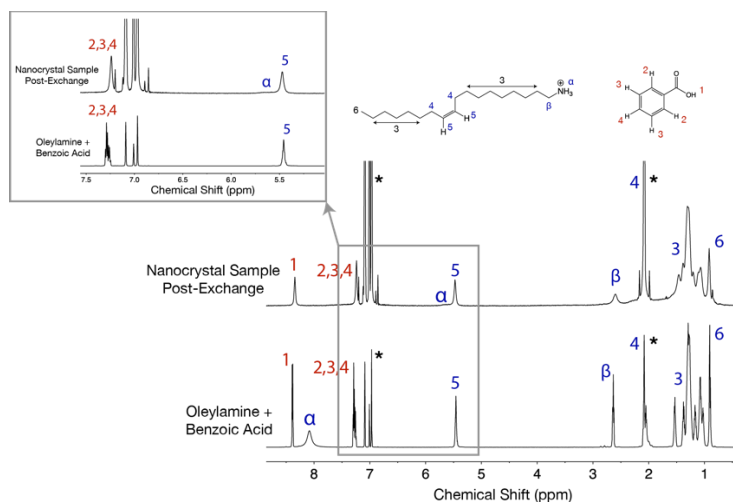 2,3,4
5
Nanocrystal Sample
Post-Exchange
α
2,3,4
Oleylamine +
Benzoic Acid
5
7.5 7.0 6.5 6.0 5.5
Chemical Shift (ppm)
3
⊕ α
NH₃
4
β
6
4
5 H
H 5
3
2 O
H
3 H OH 1
4 H H 2
H
3
4 *
*
6
3
1 2,3,4
5
β
Nanocrystal Sample
Post-Exchange
α
4 *
6
1 2,3,4 *
3
β
5
α
Oleylamine +
Benzoic Acid
8 7 6 5 4 3 2 1
Chemical Shift (ppm)